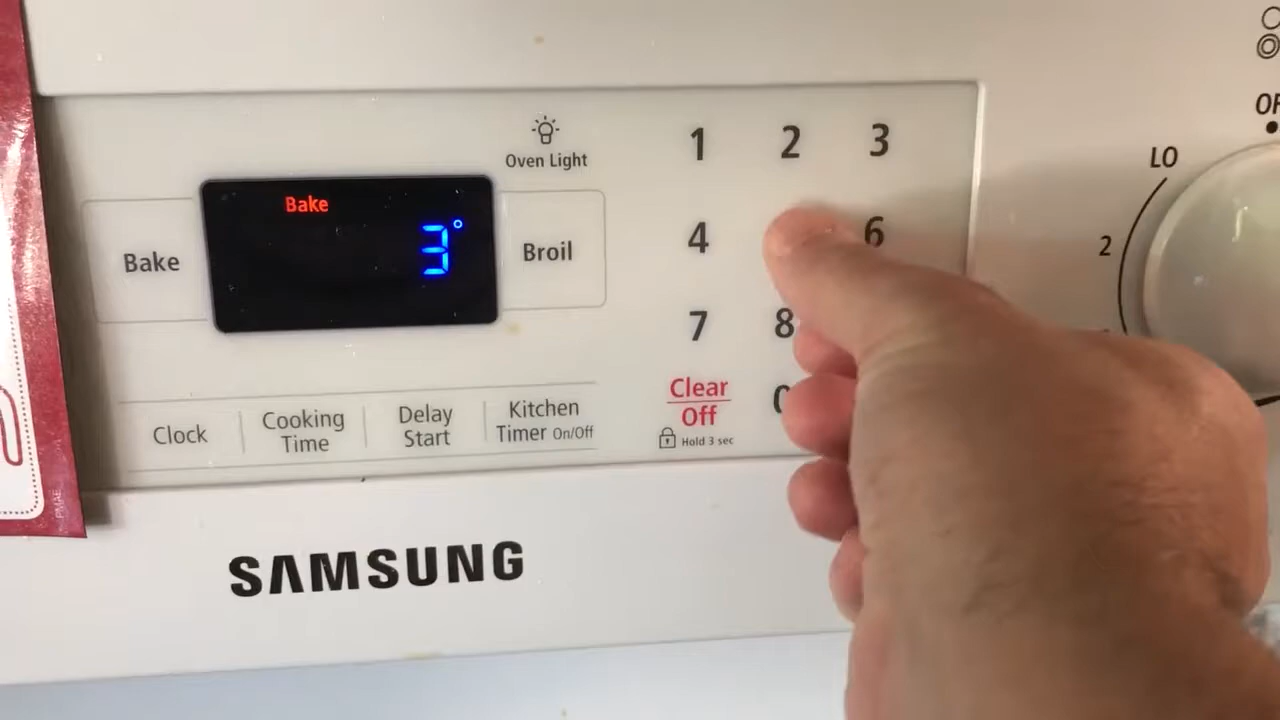 Oven Light
1 2 3
Bake
3°
Bake
Broil
4 6
7 8
Clear
Off
Hold 3 sec
Clock
Cooking
Time
Delay
Start
Kitchen
Timer On/Off
SAMSUNG
LO
2